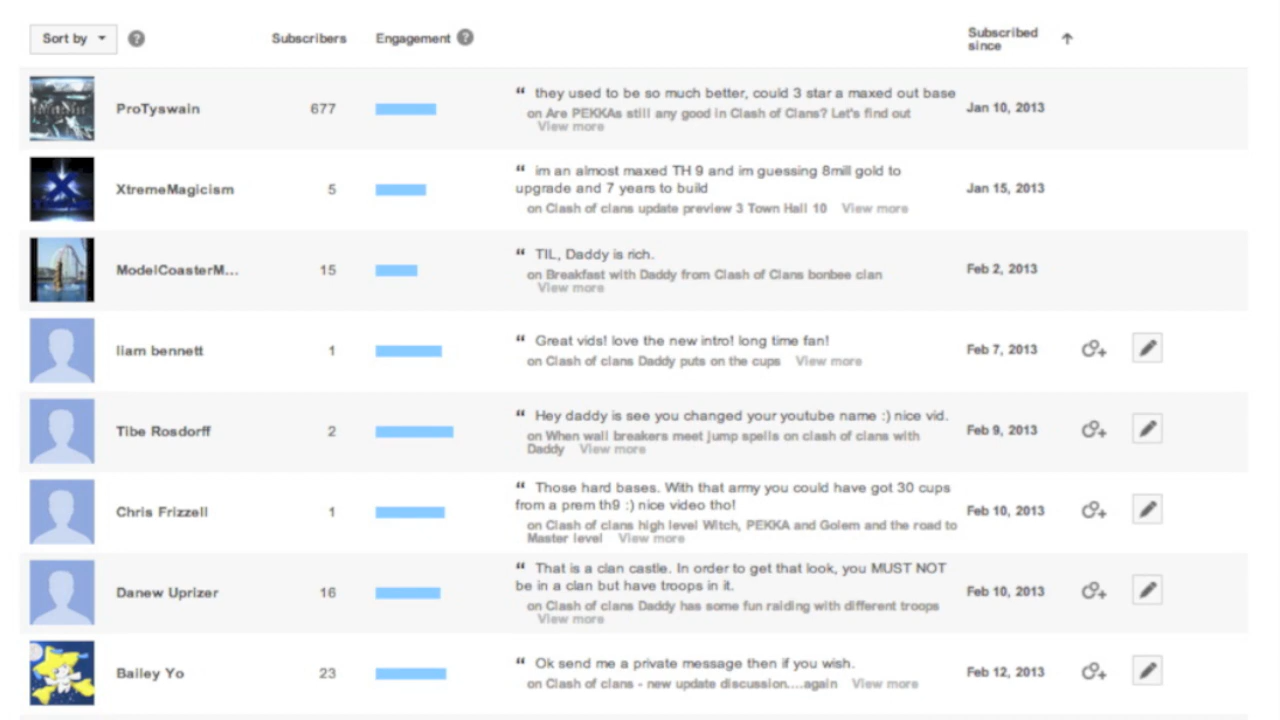 Sort by
Subscribers
Engagement
Subscribed
since
ProTyswain
677
“ they used to be so much better, could 3 star a maxed out base
on Are PEKKAs still any good in Clash of Clans? Let's find out
View more
Jan 10, 2013
XtremeMagicism
5
“ im an almost maxed TH 9 and im guessing 8mill gold to
upgrade and 7 years to build
on Clash of clans update preview 3 Town Hall 10 View more
Jan 15, 2013
ModelCoasterM...
15
“ TIL, Daddy is rich.
on Breakfast with Daddy from Clash of Clans bonbee clan
View more
Feb 2, 2013
liam bennett
1
“ Great vids! love the new intro! long time fan!
on Clash of clans Daddy puts on the cups View more
Feb 7, 2013
Tibe Rosdorff
2
“ Hey daddy is see you changed your youtube name :) nice vid.
on When wall breakers meet jump spells on clash of clans with
Daddy View more
Feb 9, 2013
Chris Frizzell
1
“ Those hard bases. With that army you could have got 30 cups
from a prem th9 :) nice video tho!
on Clash of clans high level Witch, PEKKA and Golem and the road to
Master level View more
Feb 10, 2013
Danew Uprizer
16
“ That is a clan castle. In order to get that look, you MUST NOT
be in a clan but have troops in it.
on Clash of clans Daddy has some fun raiding with different troops
View more
Feb 10, 2013
Bailey Yo
23
“ Ok send me a private message then if you wish.
on Clash of clans - new update discussion....again View more
Feb 12, 2013